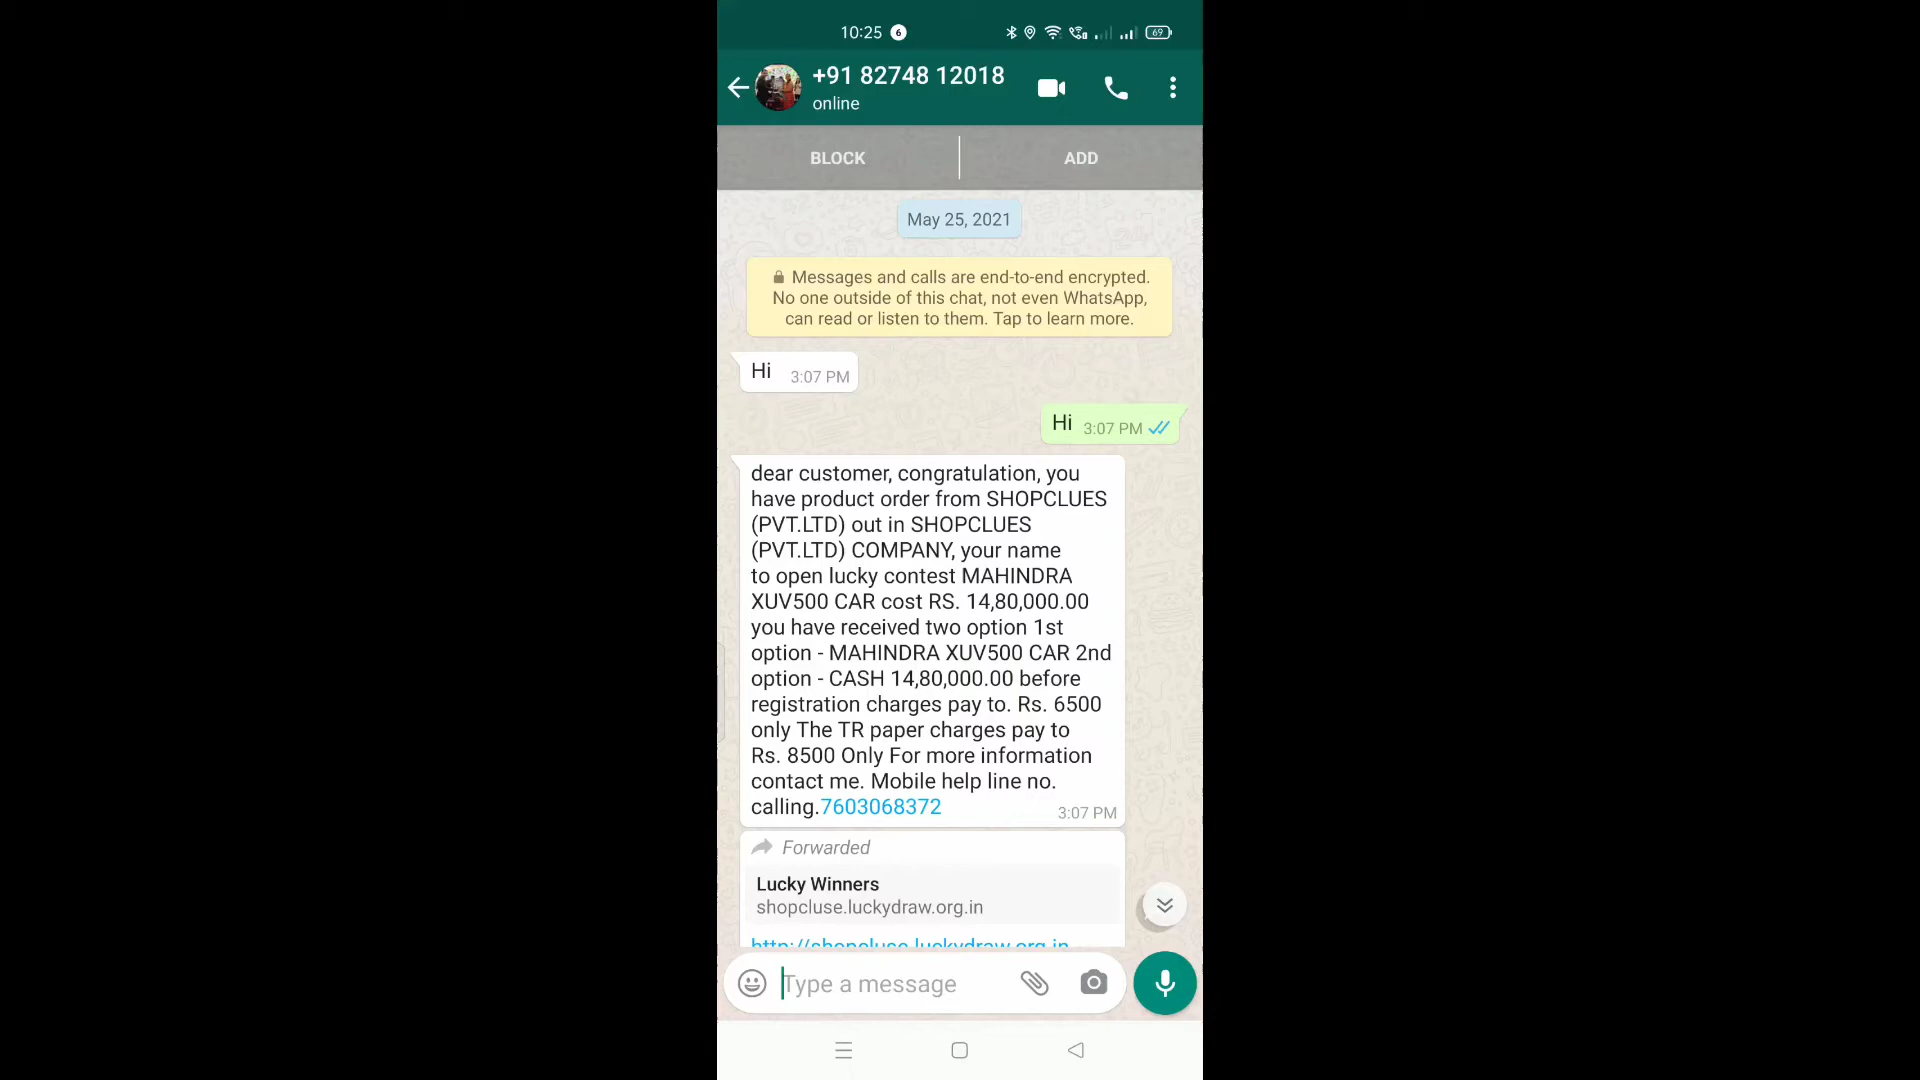 10:25 6
69
+91 82748 12018
online
BLOCK
ADD
May 25, 2021
Messages and calls are end-to-end encrypted.
No one outside of this chat, not even WhatsApp,
can read or listen to them. Tap to learn more.
Hi 3:07 PM
Hi 3:07 PM
dear customer, congratulation, you
have product order from SHOPCLUES
(PVT.LTD) out in SHOPCLUES
(PVT.LTD) COMPANY, your name
to open lucky contest MAHINDRA
XUV500 CAR cost RS. 14,80,000.00
you have received two option 1st
option - MAHINDRA XUV500 CAR 2nd
option - CASH 14,80,000.00 before
registration charges pay to. Rs. 6500
only The TR paper charges pay to
Rs. 8500 Only For more information
contact me. Mobile help line no.
calling.7603068372
3:07 PM
Forwarded
Lucky Winners
shopcluse.luckydraw.org.in
http://shopcluse.luckydraw.org.in
Type a message